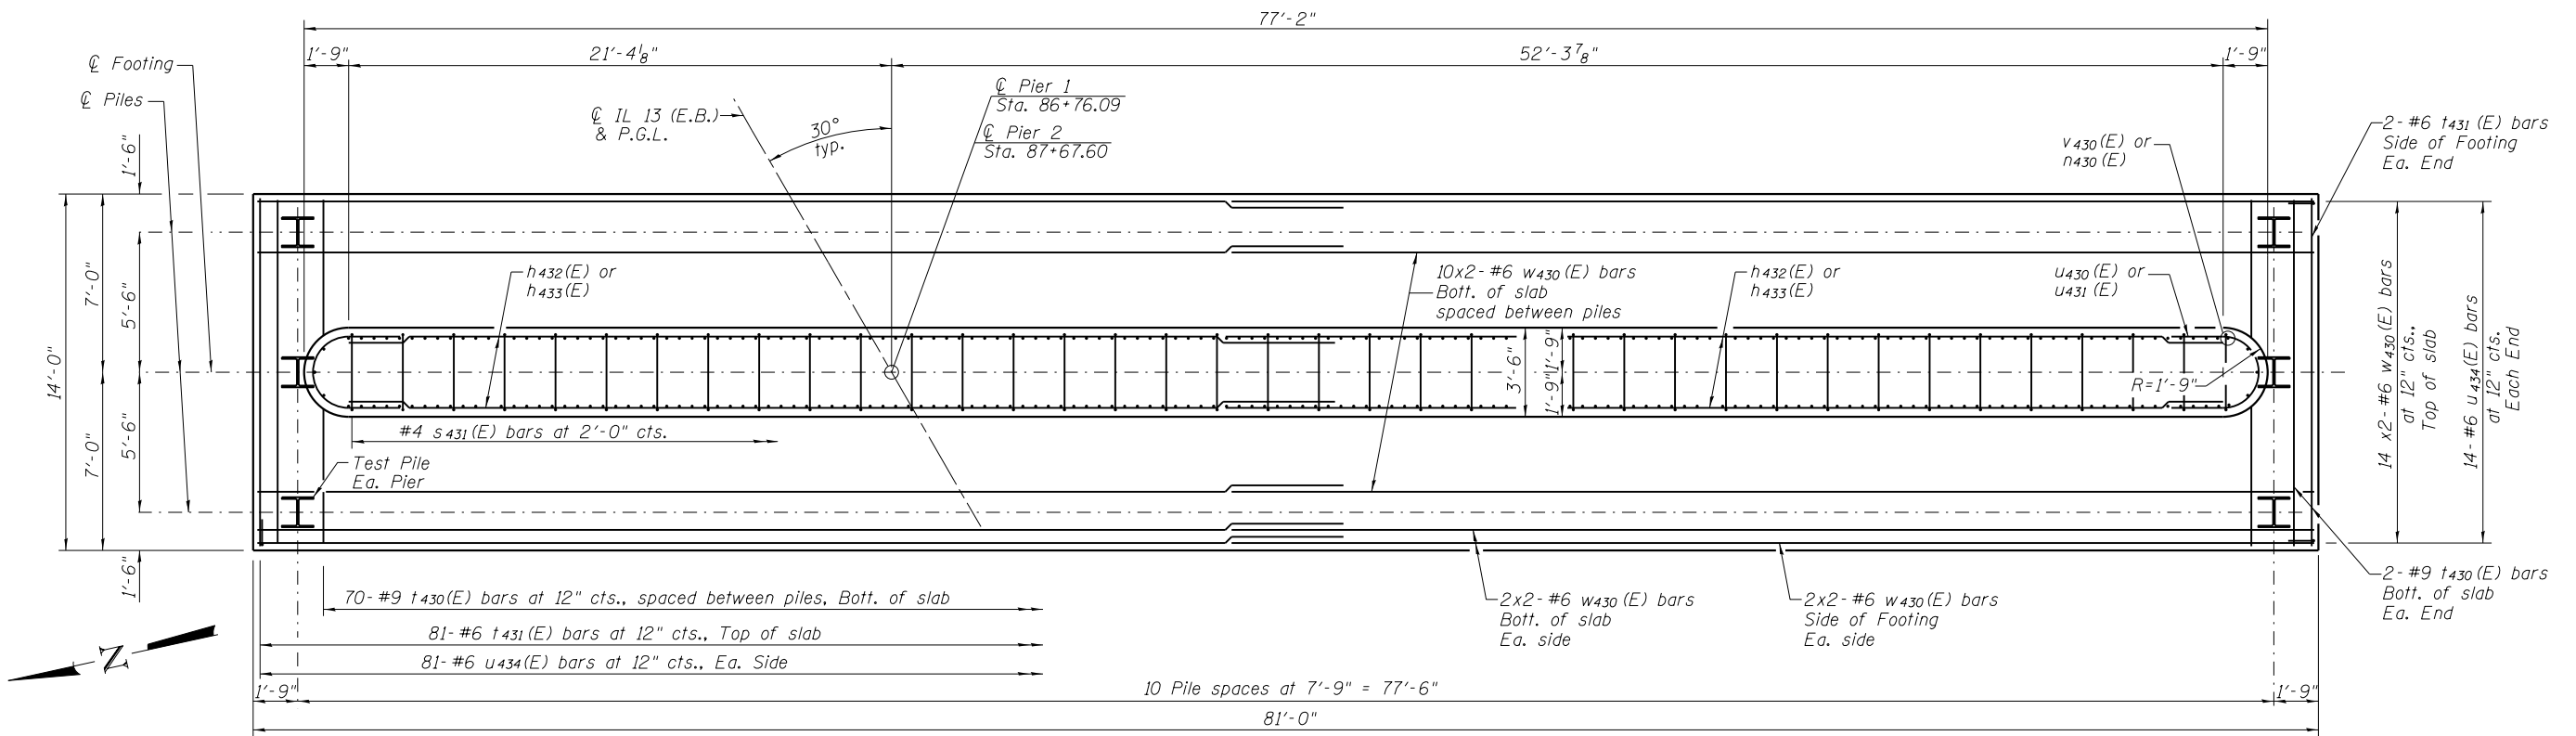 77'-2"
1'-9"
21'-4⅛"
52'-3⅞"
1'-9"
℄ Footing
℄ Piles
℄ IL 13 (E.B.)
& P.G.L.
30°
typ.
℄ Pier 1
Sta. 86+76.09
℄ Pier 2
Sta. 87+67.60
v430(E) or
n430(E)
2-#6 t431(E) bars
Side of Footing
Ea. End
1'-6"
14'-0"
7'-0"
5'-6"
h432(E) or
h433(E)
10x2-#6 w430(E) bars
Bott. of slab
spaced between piles
h432(E) or
h433(E)
u430(E) or
u431(E)
3'-6"
1'-9"
1'-9"
R=1'-9"
14 x2-#6 w430(E) bars
at 12" cts.,
Top of slab
14-#6 u434(E) bars
at 12" cts.
Each End
7'-0"
5'-6"
#4 s431(E) bars at 2'-0" cts.
Test Pile
Ea. Pier
1'-6"
70-#9 t430(E) bars at 12" cts., spaced between piles, Bott. of slab
81-#6 t431(E) bars at 12" cts., Top of slab
81-#6 u434(E) bars at 12" cts., Ea. Side
2x2-#6 w430(E) bars
Bott. of slab
Ea. side
2x2-#6 w430(E) bars
Side of Footing
Ea. side
2-#9 t430(E) bars
Bott. of slab
Ea. End
N
1'-9"
10 Pile spaces at 7'-9" = 77'-6"
1'-9"
81'-0"